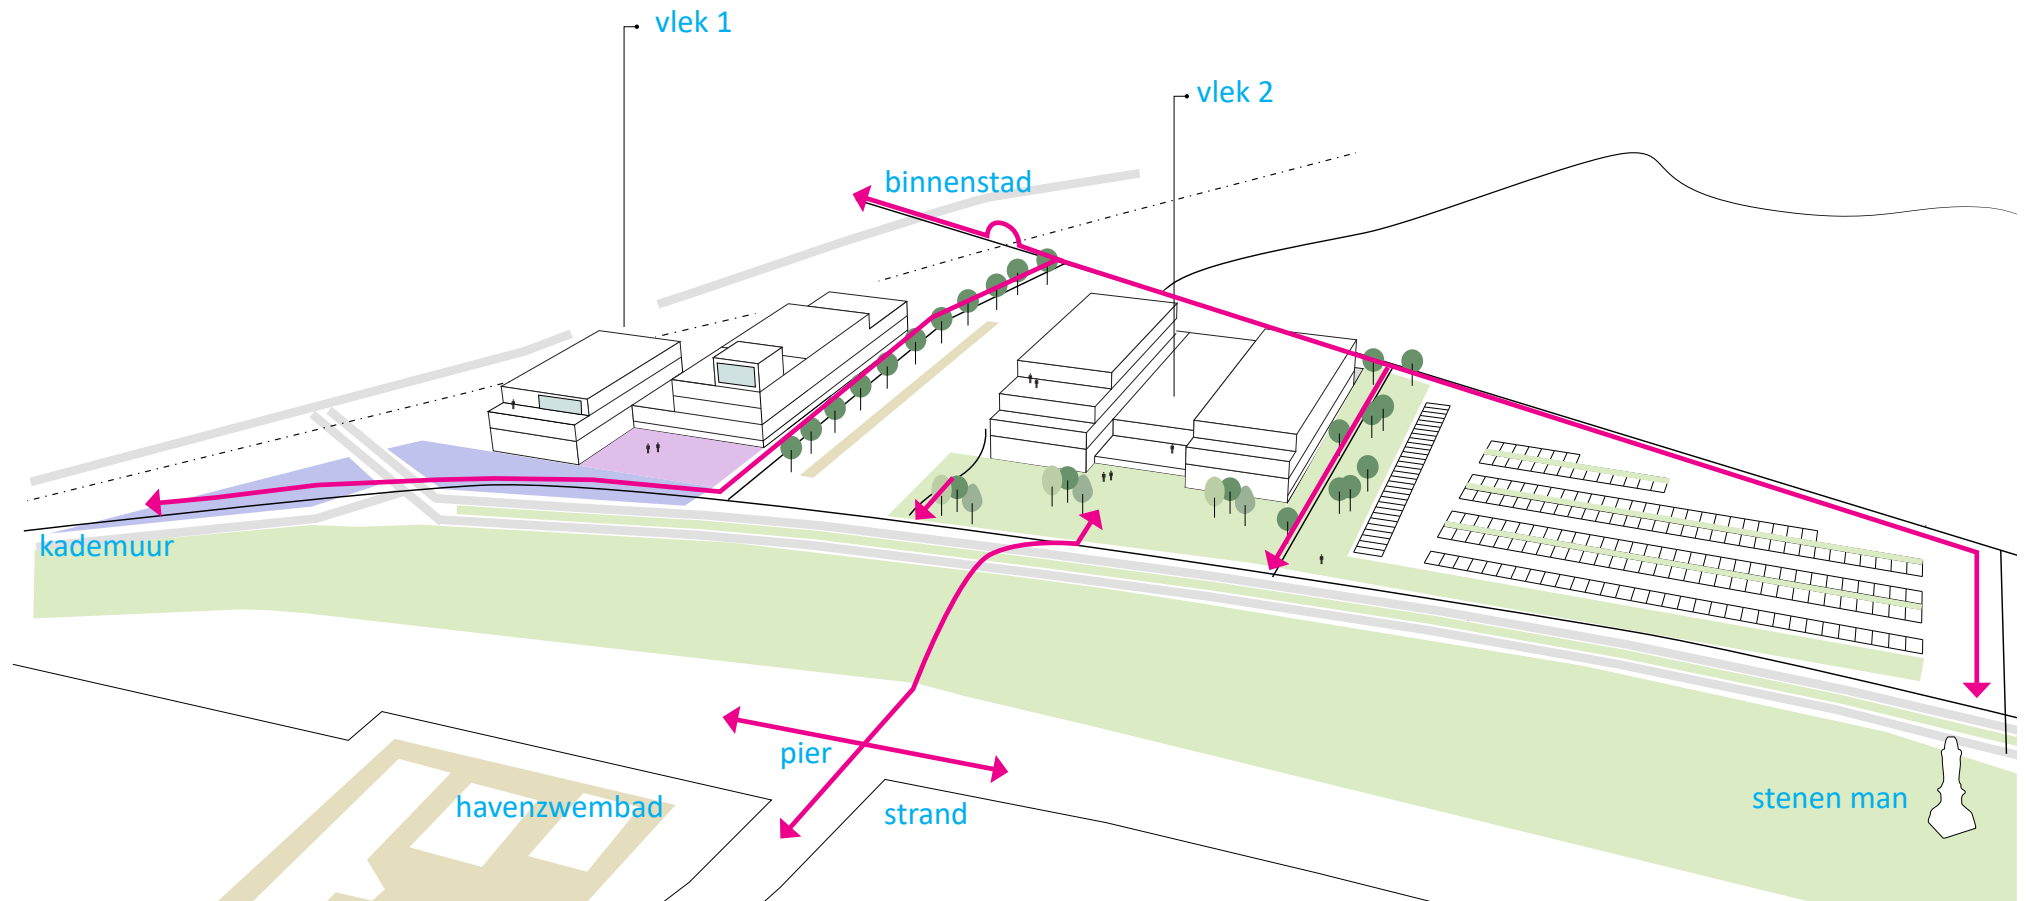 vlek 1
vlek 2
binnenstad
kademuur
pier
havenzwembad
strand
stenen man